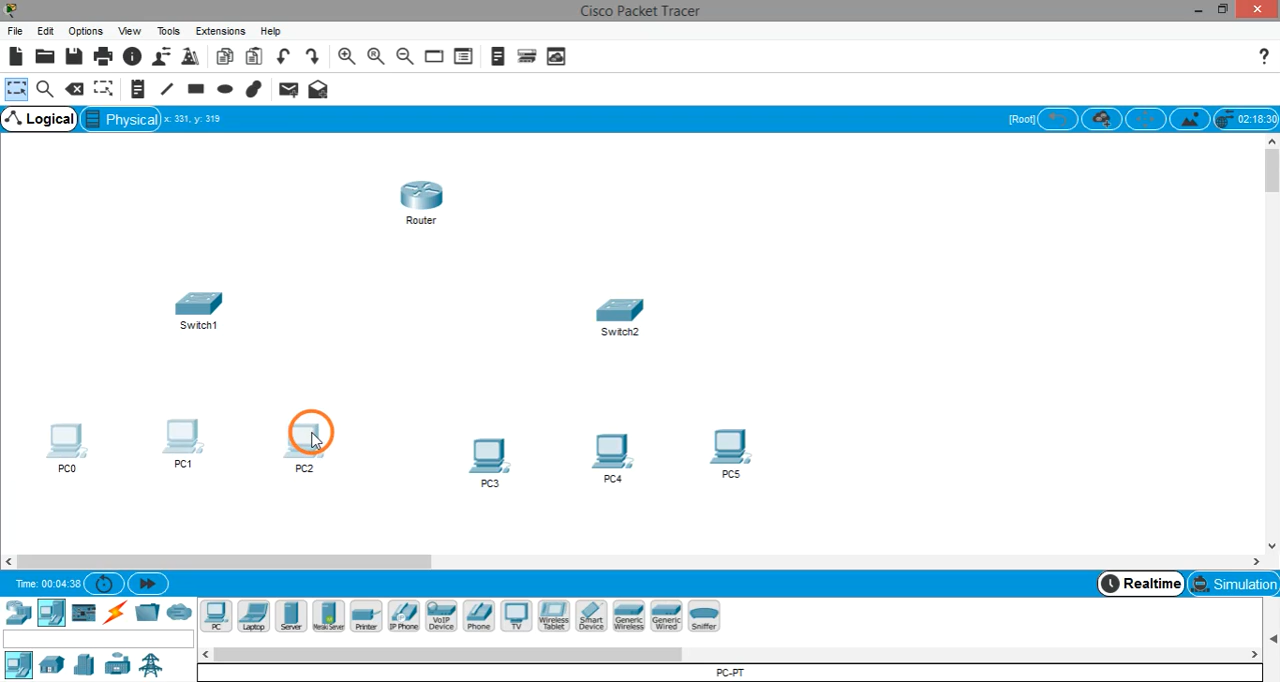 Cisco Packet Tracer
File Edit Options View Tools Extensions Help
?
Logical Physical x: 331, y: 319 [Root] 02:18:30
Router
Switch1
Switch2
PC0
PC1
PC2
PC3
PC4
PC5
Time: 00:04:38 Realtime Simulation
PC Laptop Server Meraki Server Printer IP Phone VoIP Device Phone TV Wireless Tablet Smart Device Generic Wireless Generic Wired Sniffer
PC-PT